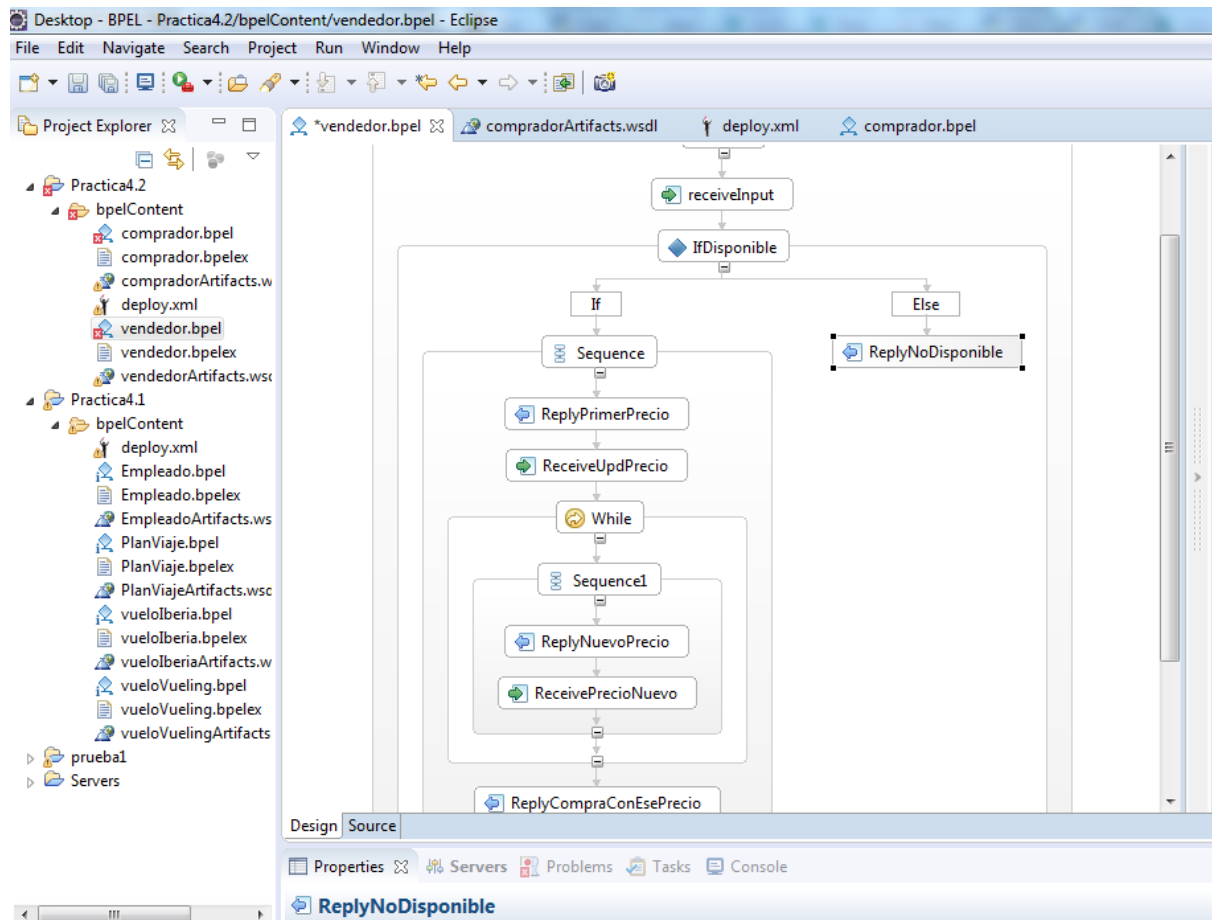 Desktop - BPEL - Practica4.2/bpelContent/vendedor.bpel - Eclipse
File Edit Navigate Search Project Run Window Help
Project Explorer
*vendedor.bpel compradorArtifacts.wsdl deploy.xml comprador.bpel
Practica4.2
bpelContent
comprador.bpel
comprador.bpelex
compradorArtifacts.w
deploy.xml
vendedor.bpel
vendedor.bpelex
vendedorArtifacts.wsc
Practica4.1
bpelContent
deploy.xml
Empleado.bpel
Empleado.bpelex
EmpleadoArtifacts.ws
PlanViaje.bpel
PlanViaje.bpelex
PlanViajeArtifacts.wsc
vueloIberia.bpel
vueloIberia.bpelex
vueloIberiaArtifacts.w
vueloVueling.bpel
vueloVueling.bpelex
vueloVuelingArtifacts
prueba1
Servers
receiveInput
IfDisponible
If Else
Sequence ReplyNoDisponible
ReplyPrimerPrecio
ReceiveUpdPrecio
While
Sequence1
ReplyNuevoPrecio
ReceivePrecioNuevo
ReplyCompraConEsePrecio
Design Source
Properties Servers Problems Tasks Console
ReplyNoDisponible